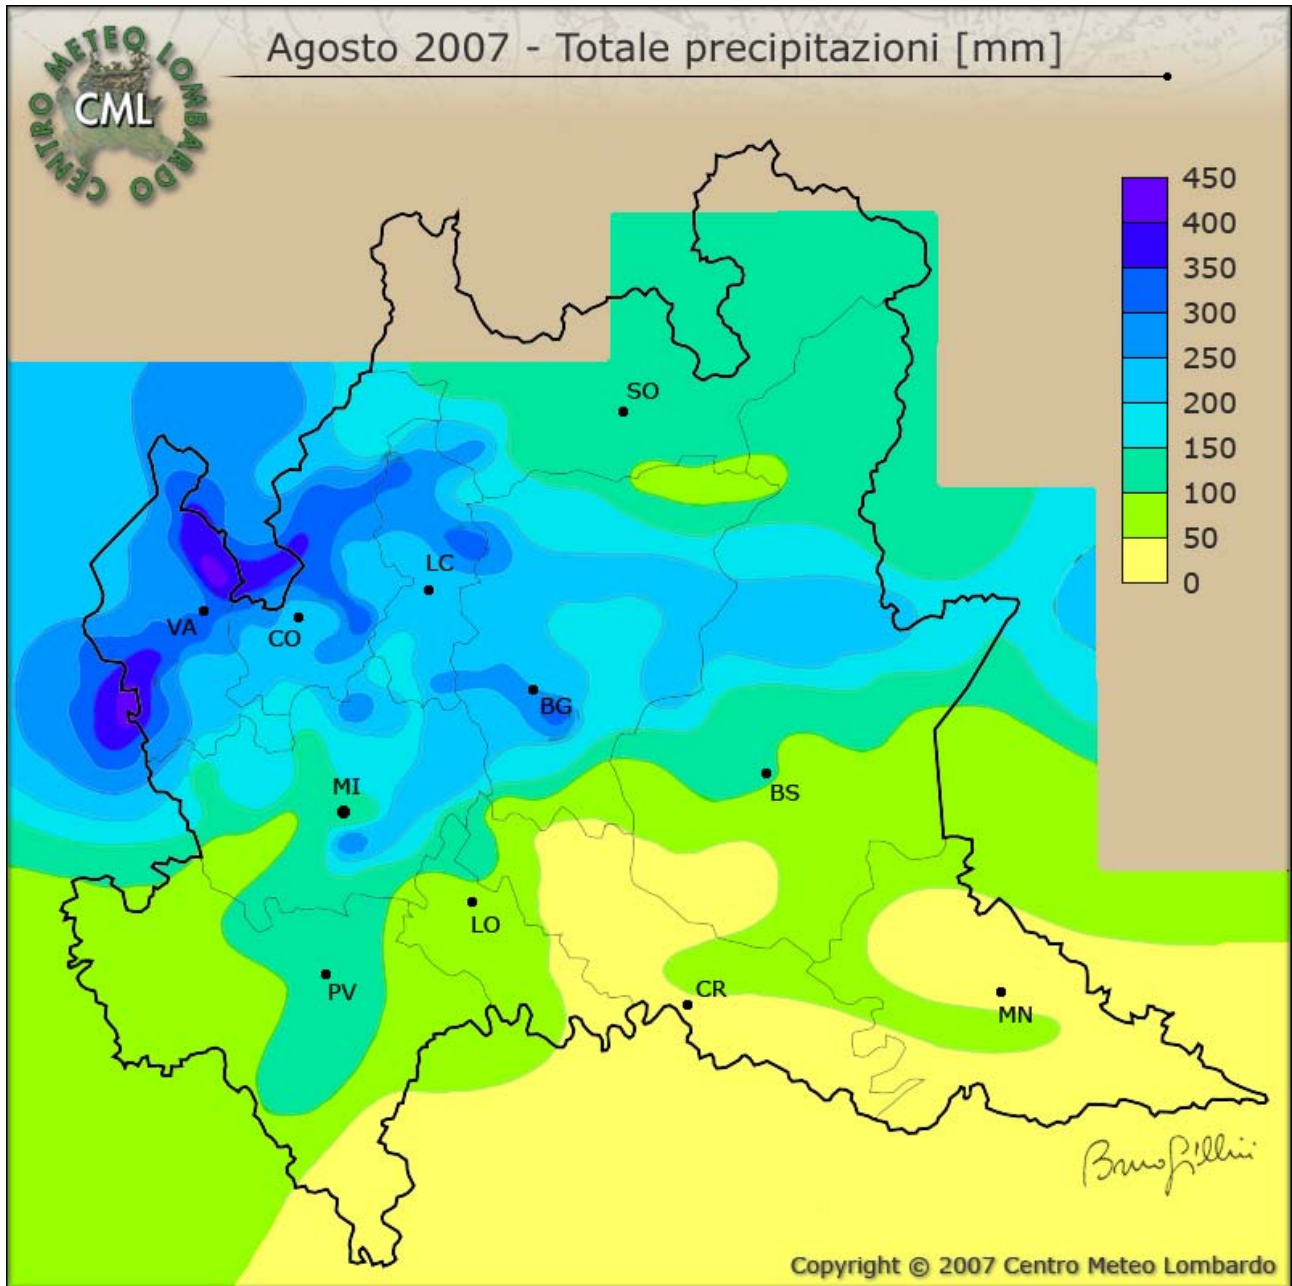 Agosto 2007 - Totale precipitazioni [mm]
CENTRO METEO LOMBARDO
CML
450
400
350
300
250
200
150
100
50
0
SO
LC
VA
CO
BG
MI
BS
LO
PV
CR
MN
Copyright © 2007 Centro Meteo Lombardo